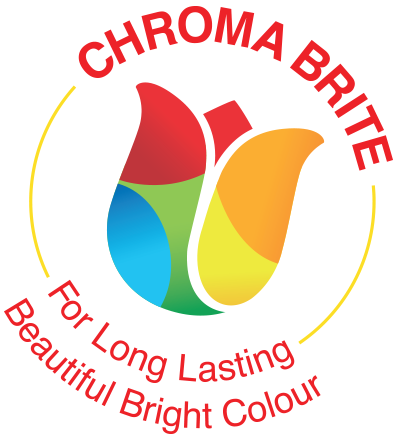 CHROMA BRITE
For Long Lasting
Beautiful Bright Colour